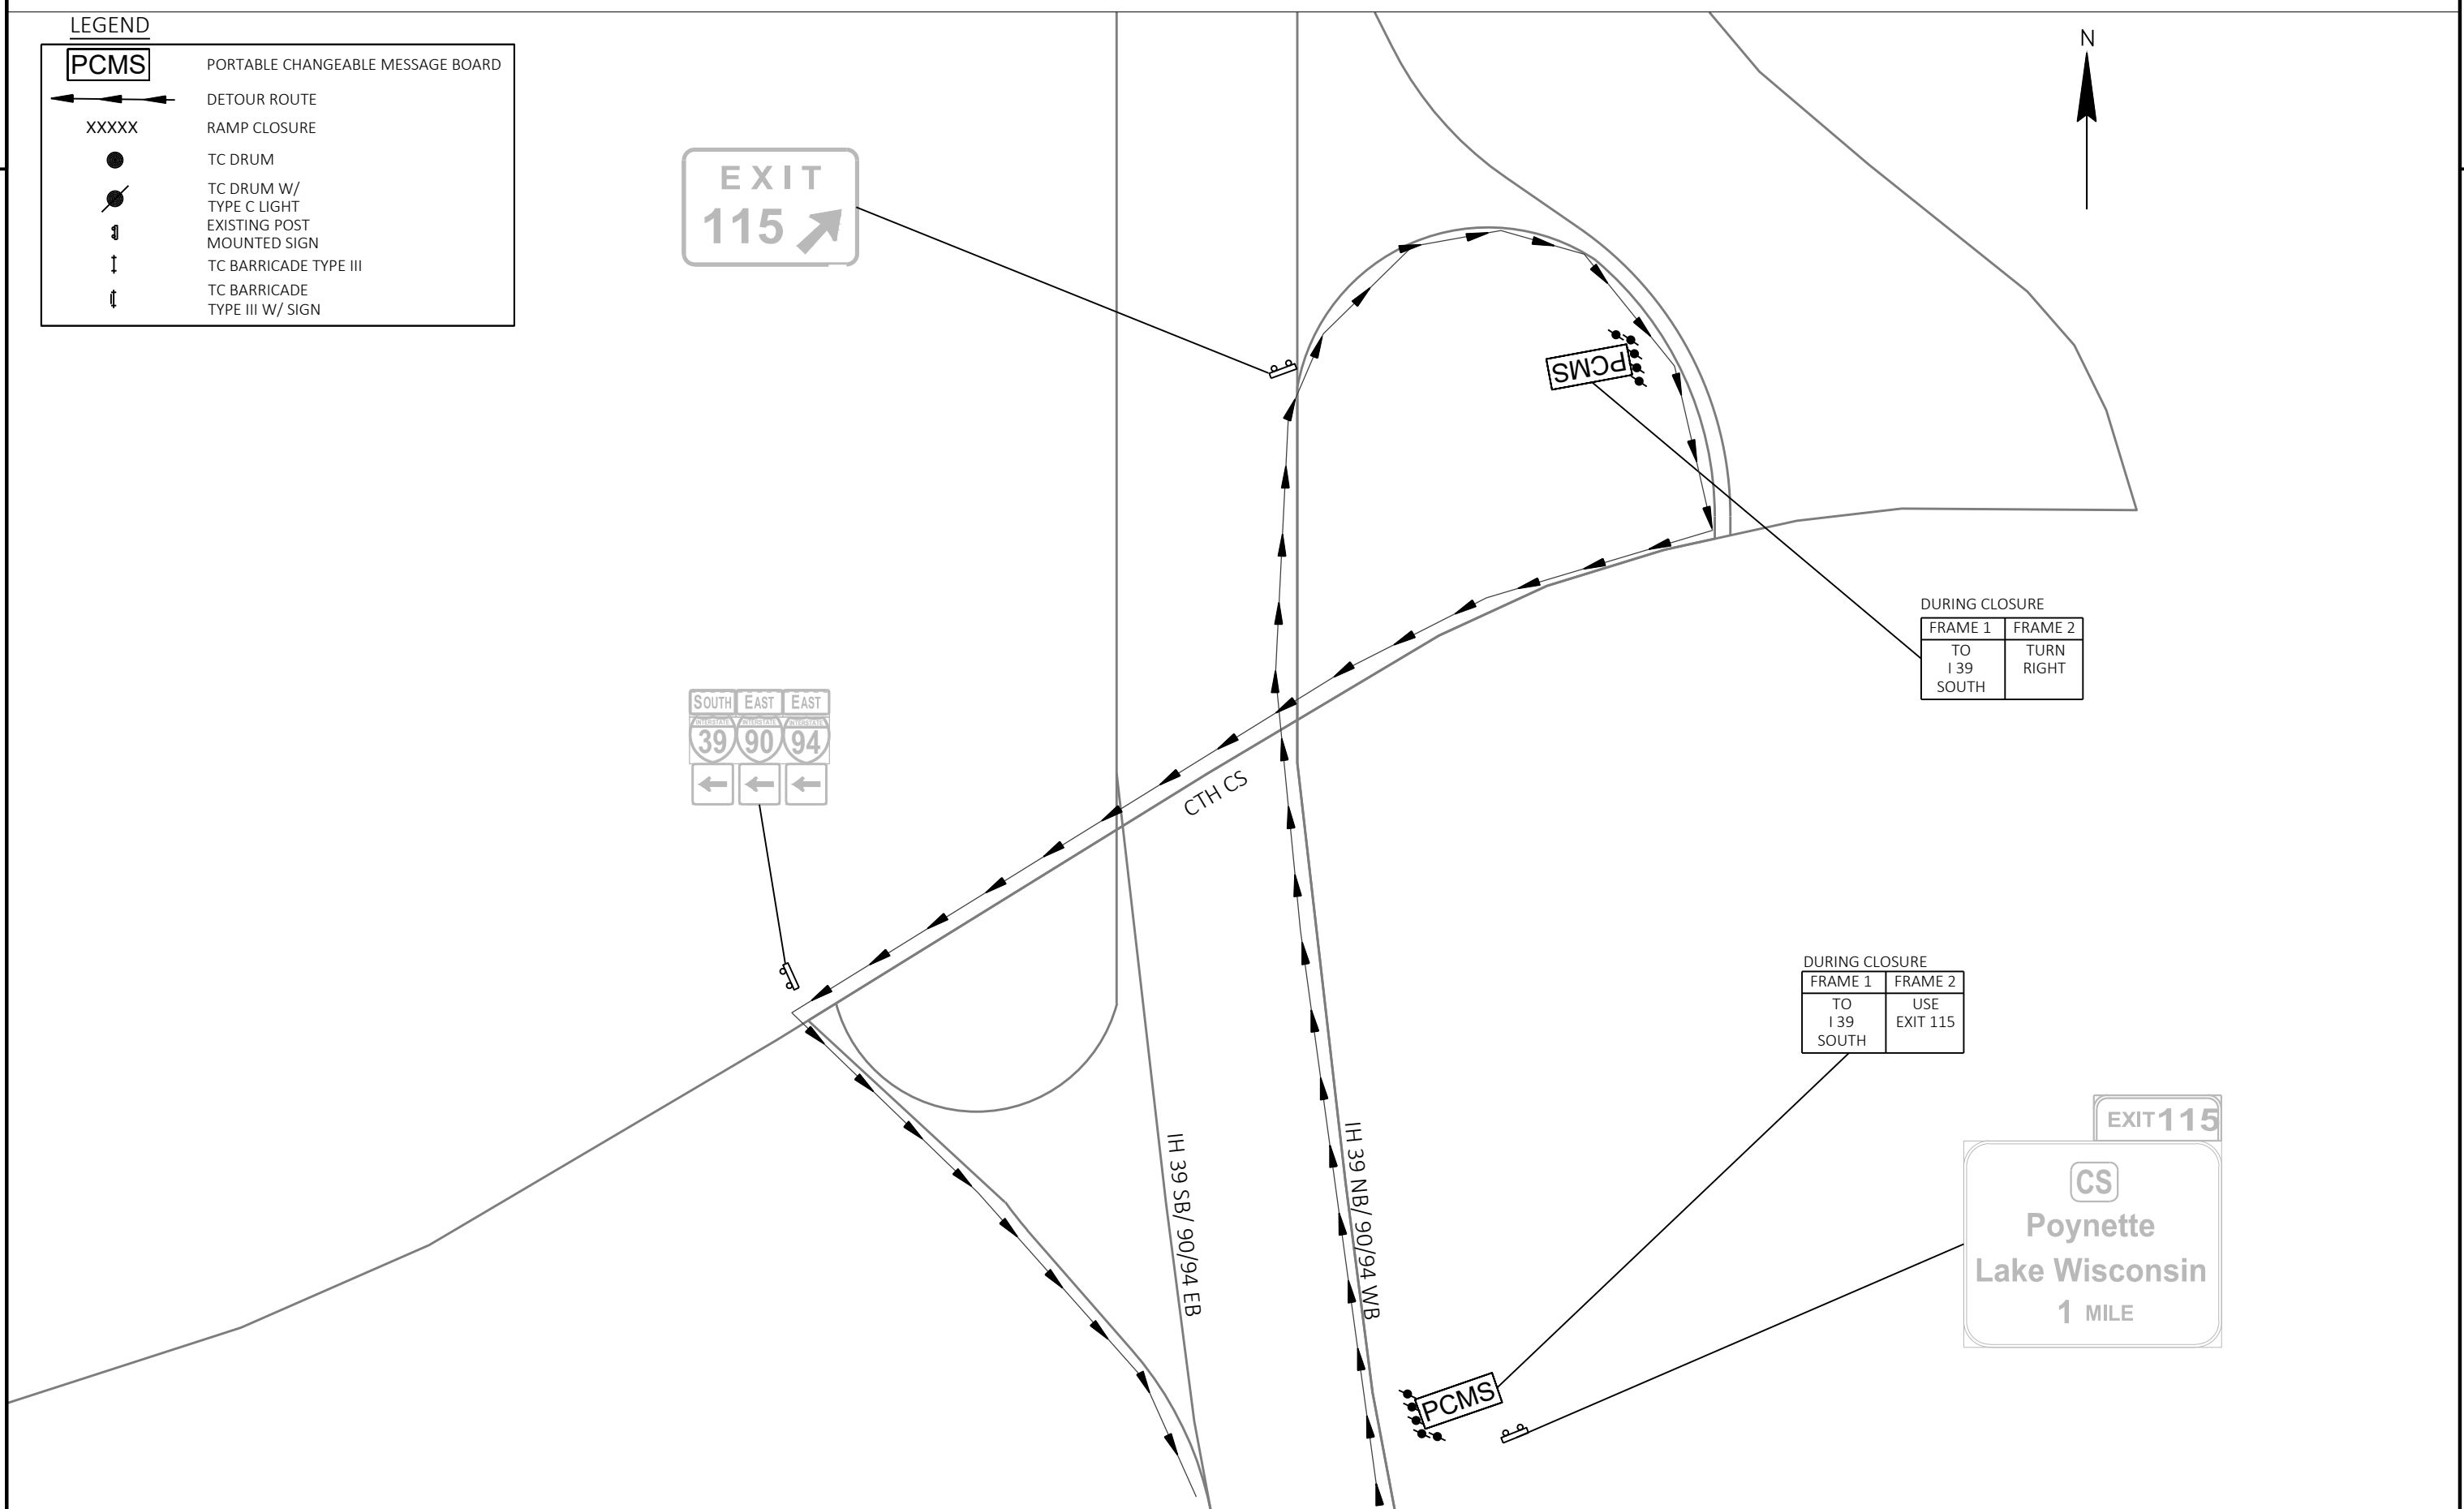 LEGEND
PCMS PORTABLE CHANGEABLE MESSAGE BOARD
DETOUR ROUTE
XXXXX RAMP CLOSURE
TC DRUM
TC DRUM W/
TYPE C LIGHT
EXISTING POST
MOUNTED SIGN
TC BARRICADE TYPE III
TC BARRICADE
TYPE III W/ SIGN
N
EXIT
115
PCMS
DURING CLOSURE
FRAME 1 FRAME 2
TO TURN
I 39 RIGHT
SOUTH
SOUTH EAST EAST
INTERSTATE INTERSTATE INTERSTATE
39 90 94
CTH CS
DURING CLOSURE
FRAME 1 FRAME 2
TO USE
I 39 EXIT 115
SOUTH
IH 39 SB/ 90/94 EB
IH 39 NB/ 90/94 WB
EXIT 115
CS
Poynette
Lake Wisconsin
1 MILE
PCMS